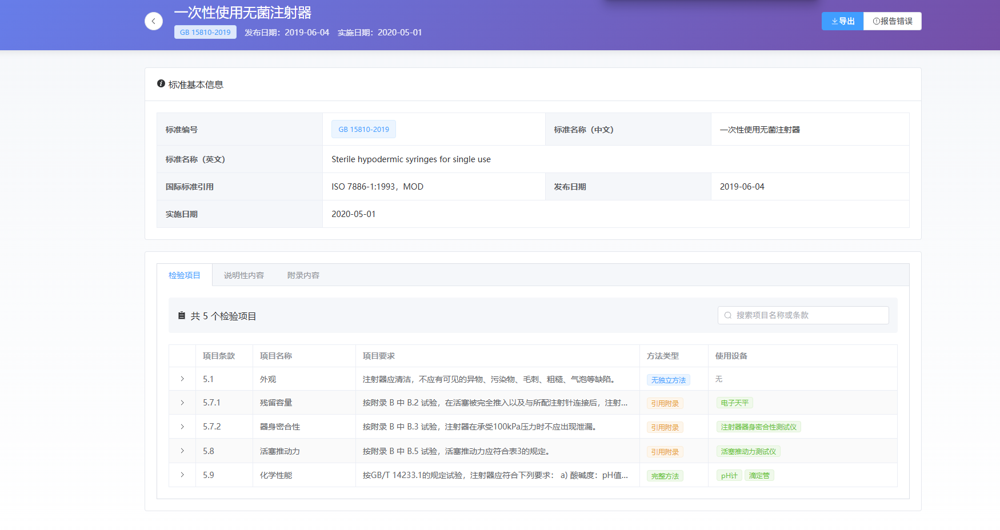 一次性使用无菌注射器
GB 15810-2019 发布日期：2019-06-04 实施日期：2020-05-01
导出 报告错误
标准基本信息
标准编号 GB 15810-2019 标准名称（中文） 一次性使用无菌注射器
标准名称（英文） Sterile hypodermic syringes for single use
国际标准引用 ISO 7886-1:1993，MOD 发布日期 2019-06-04
实施日期 2020-05-01
检验项目 说明性内容 附录内容
共 5 个检验项目 搜索项目名称或条款
项目条款 项目名称 项目要求 方法类型 使用设备
5.1 外观 注射器应清洁，不应有可见的异物、污染物、毛刺、粗糙、气泡等缺陷。 无独立方法 无
5.7.1 残留容量 按附录 B 中 B.2 试验，在活塞被完全推入以及与所配注射针连接后，注射... 引用附录 电子天平
5.7.2 器身密合性 按附录 B 中 B.3 试验，注射器在承受100kPa压力时不应出现泄漏。 引用附录 注射器器身密合性测试仪
5.8 活塞推动力 按附录 B 中 B.5 试验，活塞推动力应符合表3的规定。 引用附录 活塞推动力测试仪
5.9 化学性能 按GB/T 14233.1的规定试验，注射器应符合下列要求： a) 酸碱度：pH值... 完整方法 pH计 滴定管